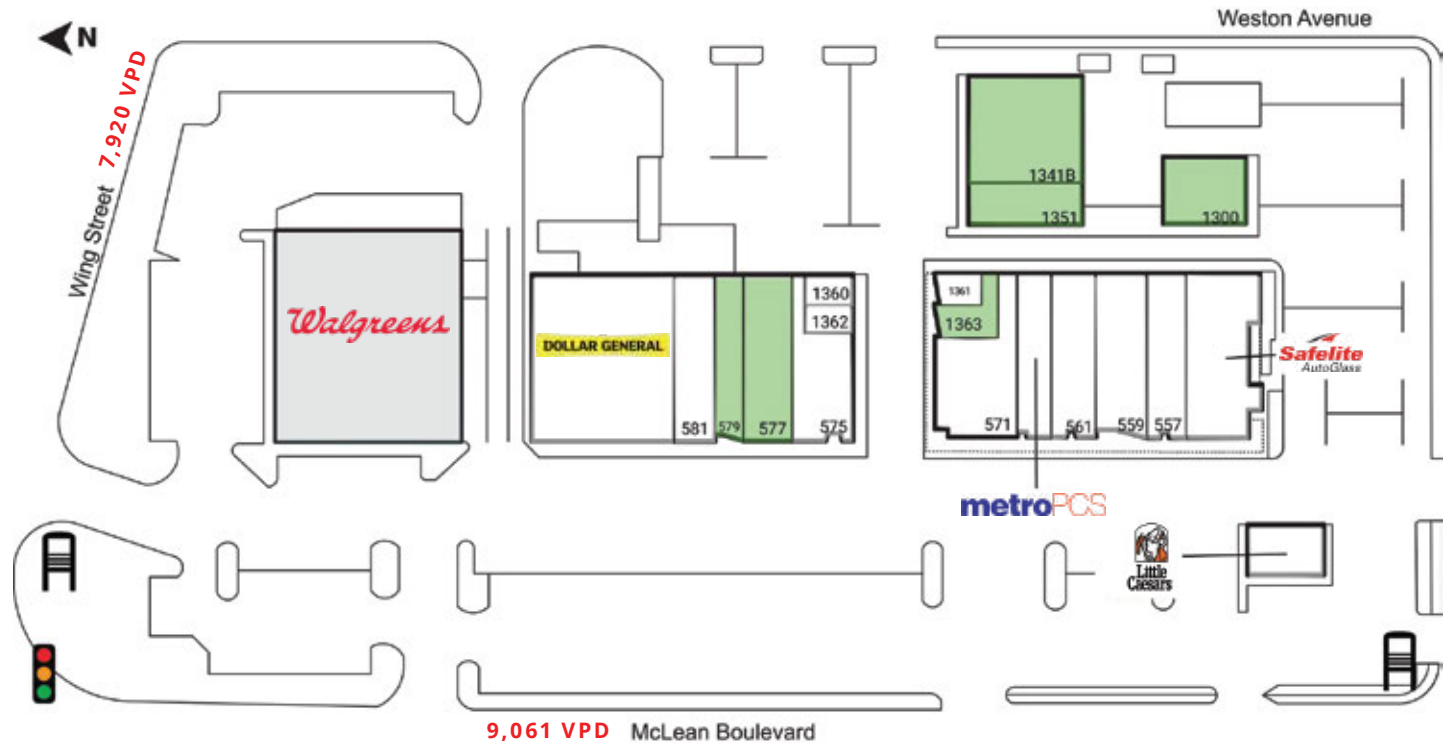 Weston Avenue
N
7,920 VPD
Wing Street
1341B
1351
1300
Walgreens
DOLLAR GENERAL
581
579
577
575
1360
1362
1361
1363
571
561
559
557
Safelite
AutoGlass
metroPCS
Little
Caesars
9,061 VPD
McLean Boulevard